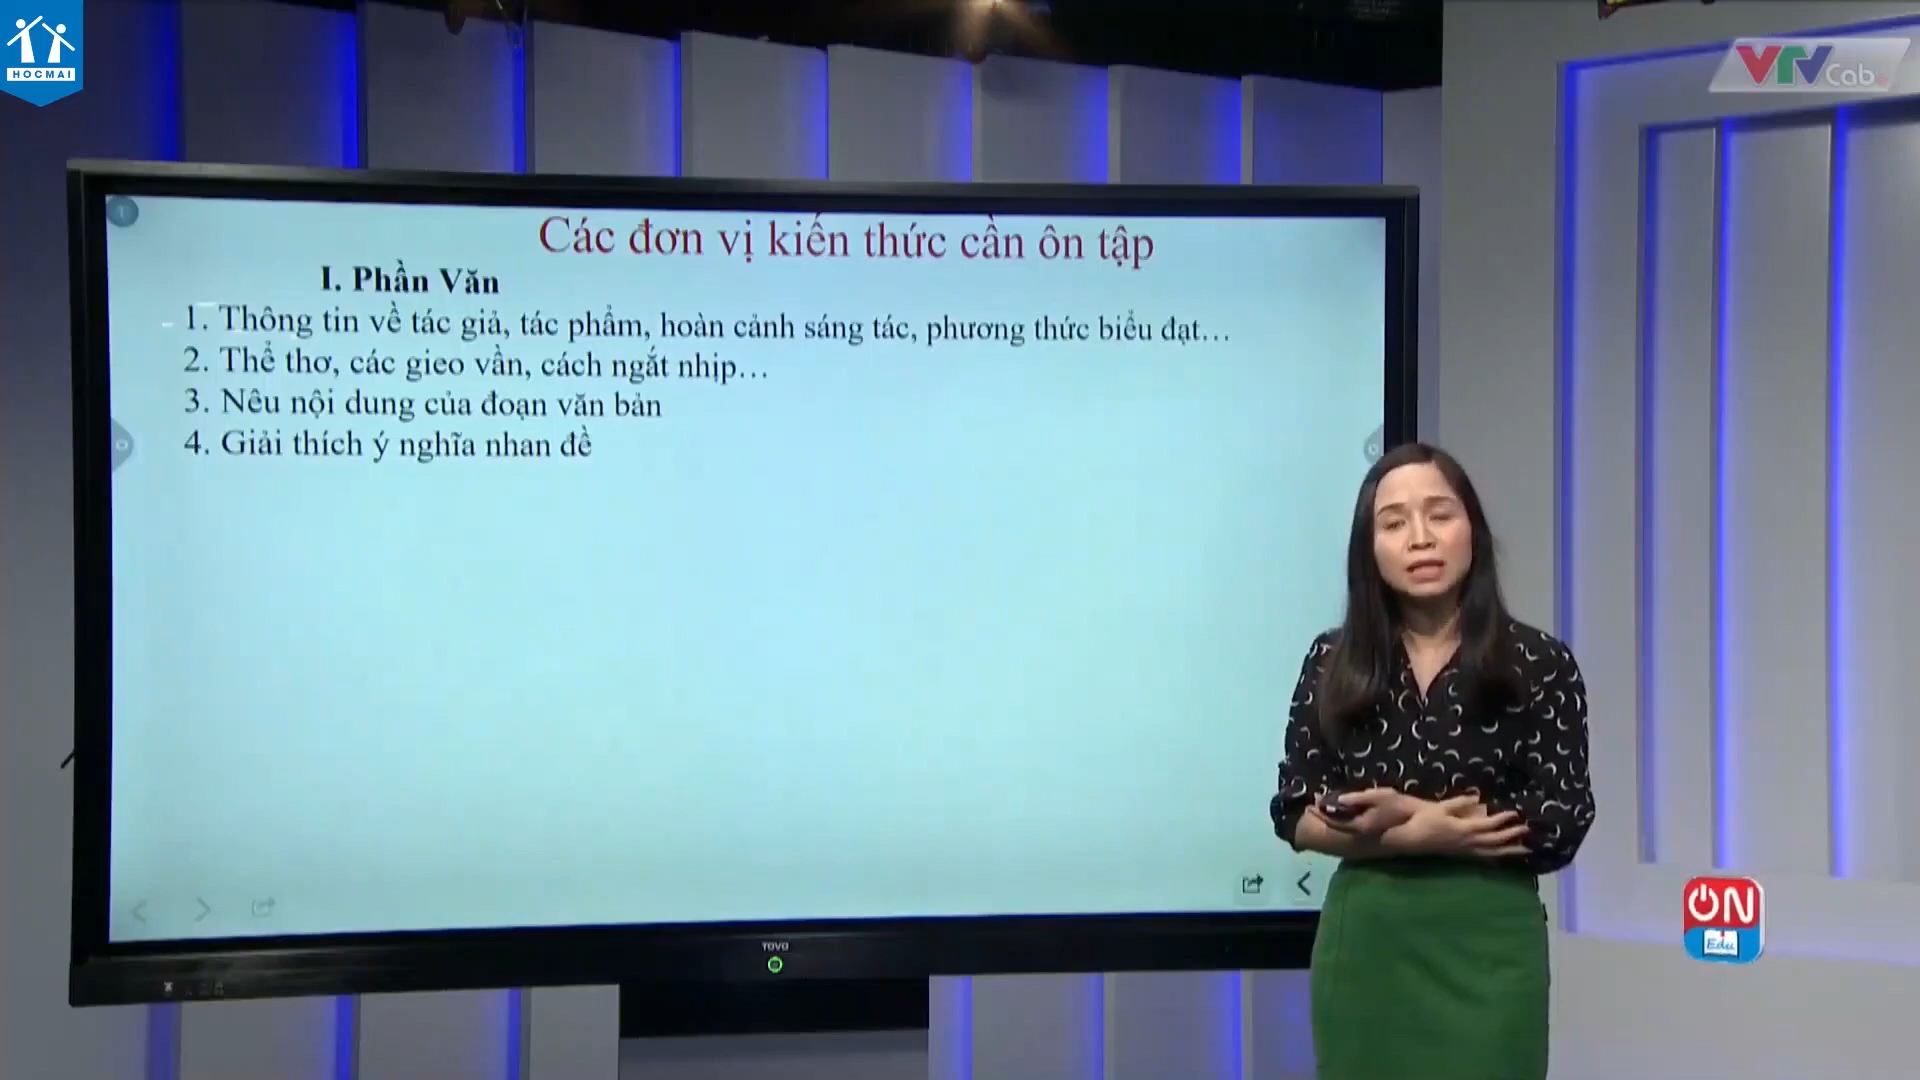 HOCMAI
VTVCab
Các đơn vị kiến thức cần ôn tập
I. Phần Văn
1. Thông tin về tác giả, tác phẩm, hoàn cảnh sáng tác, phương thức biểu đạt…
2. Thể thơ, các gieo vần, cách ngắt nhịp…
3. Nêu nội dung của đoạn văn bản
4. Giải thích ý nghĩa nhan đề
TOVO
ON
Edu